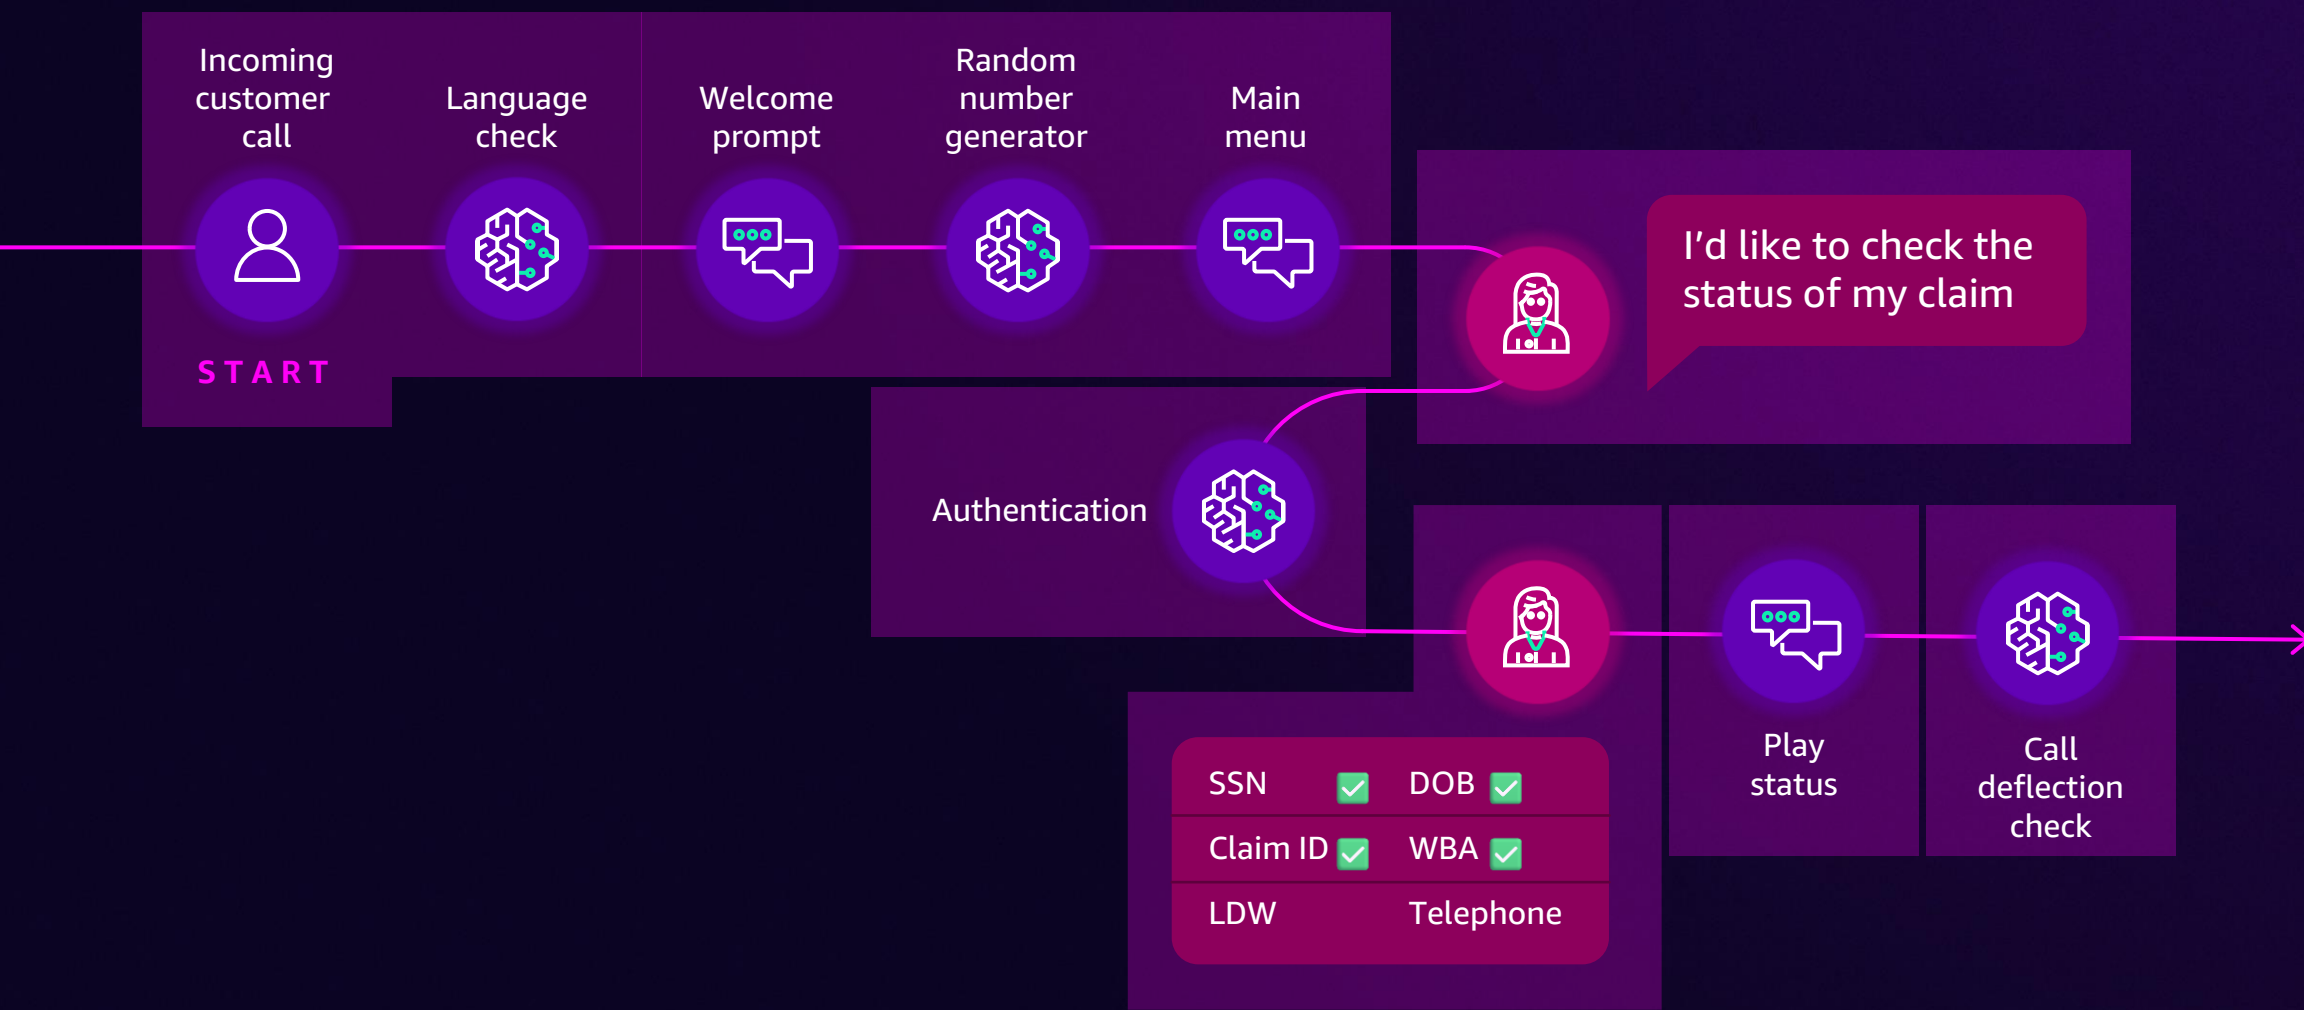 Incoming
customer
call
Language
check
Welcome
prompt
Random
number
generator
Main
menu
START
I’d like to check the
status of my claim
Authentication
SSN DOB
Claim ID WBA
LDW Telephone
Play
status
Call
deflection
check